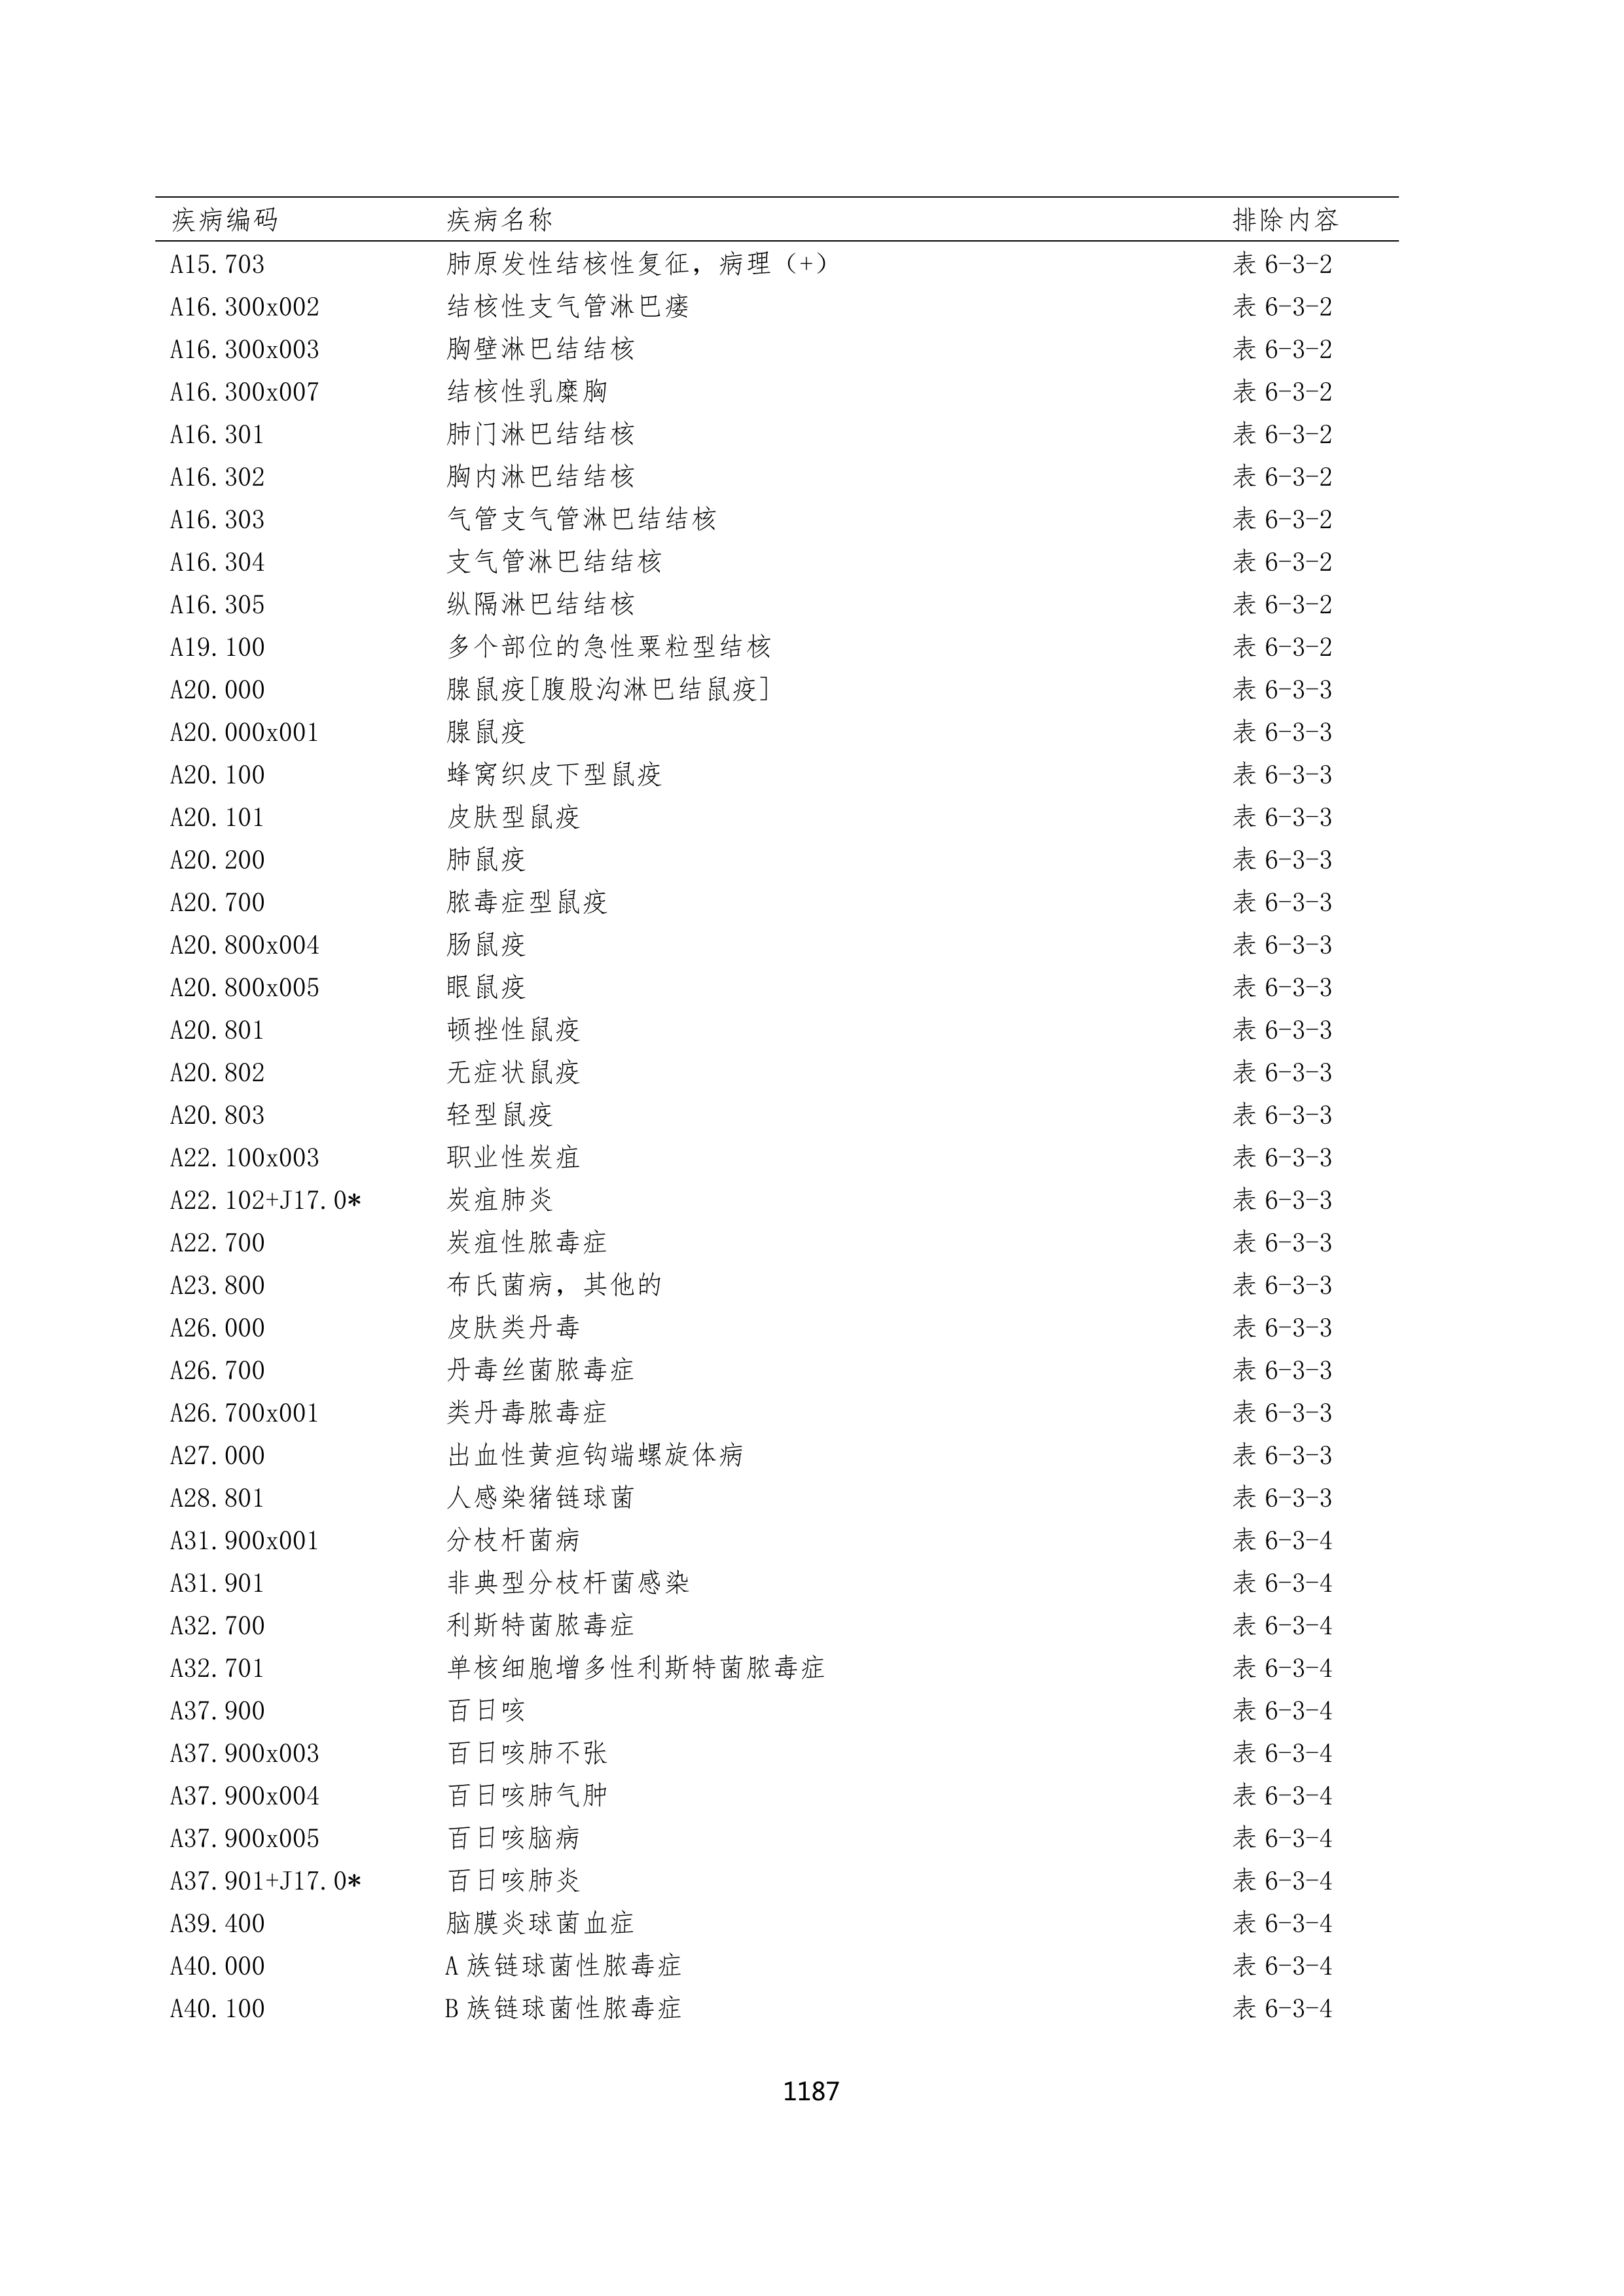 疾病编码 疾病名称 排除内容
A15.703 肺原发性结核性复征，病理（+） 表 6-3-2
A16.300x002 结核性支气管淋巴瘘 表 6-3-2
A16.300x003 胸壁淋巴结结核 表 6-3-2
A16.300x007 结核性乳糜胸 表 6-3-2
A16.301 肺门淋巴结结核 表 6-3-2
A16.302 胸内淋巴结结核 表 6-3-2
A16.303 气管支气管淋巴结结核 表 6-3-2
A16.304 支气管淋巴结结核 表 6-3-2
A16.305 纵隔淋巴结结核 表 6-3-2
A19.100 多个部位的急性粟粒型结核 表 6-3-2
A20.000 腺鼠疫[腹股沟淋巴结鼠疫] 表 6-3-3
A20.000x001 腺鼠疫 表 6-3-3
A20.100 蜂窝织皮下型鼠疫 表 6-3-3
A20.101 皮肤型鼠疫 表 6-3-3
A20.200 肺鼠疫 表 6-3-3
A20.700 脓毒症型鼠疫 表 6-3-3
A20.800x004 肠鼠疫 表 6-3-3
A20.800x005 眼鼠疫 表 6-3-3
A20.801 顿挫性鼠疫 表 6-3-3
A20.802 无症状鼠疫 表 6-3-3
A20.803 轻型鼠疫 表 6-3-3
A22.100x003 职业性炭疽 表 6-3-3
A22.102+J17.0* 炭疽肺炎 表 6-3-3
A22.700 炭疽性脓毒症 表 6-3-3
A23.800 布氏菌病，其他的 表 6-3-3
A26.000 皮肤类丹毒 表 6-3-3
A26.700 丹毒丝菌脓毒症 表 6-3-3
A26.700x001 类丹毒脓毒症 表 6-3-3
A27.000 出血性黄疸钩端螺旋体病 表 6-3-3
A28.801 人感染猪链球菌 表 6-3-3
A31.900x001 分枝杆菌病 表 6-3-4
A31.901 非典型分枝杆菌感染 表 6-3-4
A32.700 利斯特菌脓毒症 表 6-3-4
A32.701 单核细胞增多性利斯特菌脓毒症 表 6-3-4
A37.900 百日咳 表 6-3-4
A37.900x003 百日咳肺不张 表 6-3-4
A37.900x004 百日咳肺气肿 表 6-3-4
A37.900x005 百日咳脑病 表 6-3-4
A37.901+J17.0* 百日咳肺炎 表 6-3-4
A39.400 脑膜炎球菌血症 表 6-3-4
A40.000 A 族链球菌性脓毒症 表 6-3-4
A40.100 B 族链球菌性脓毒症 表 6-3-4
1187